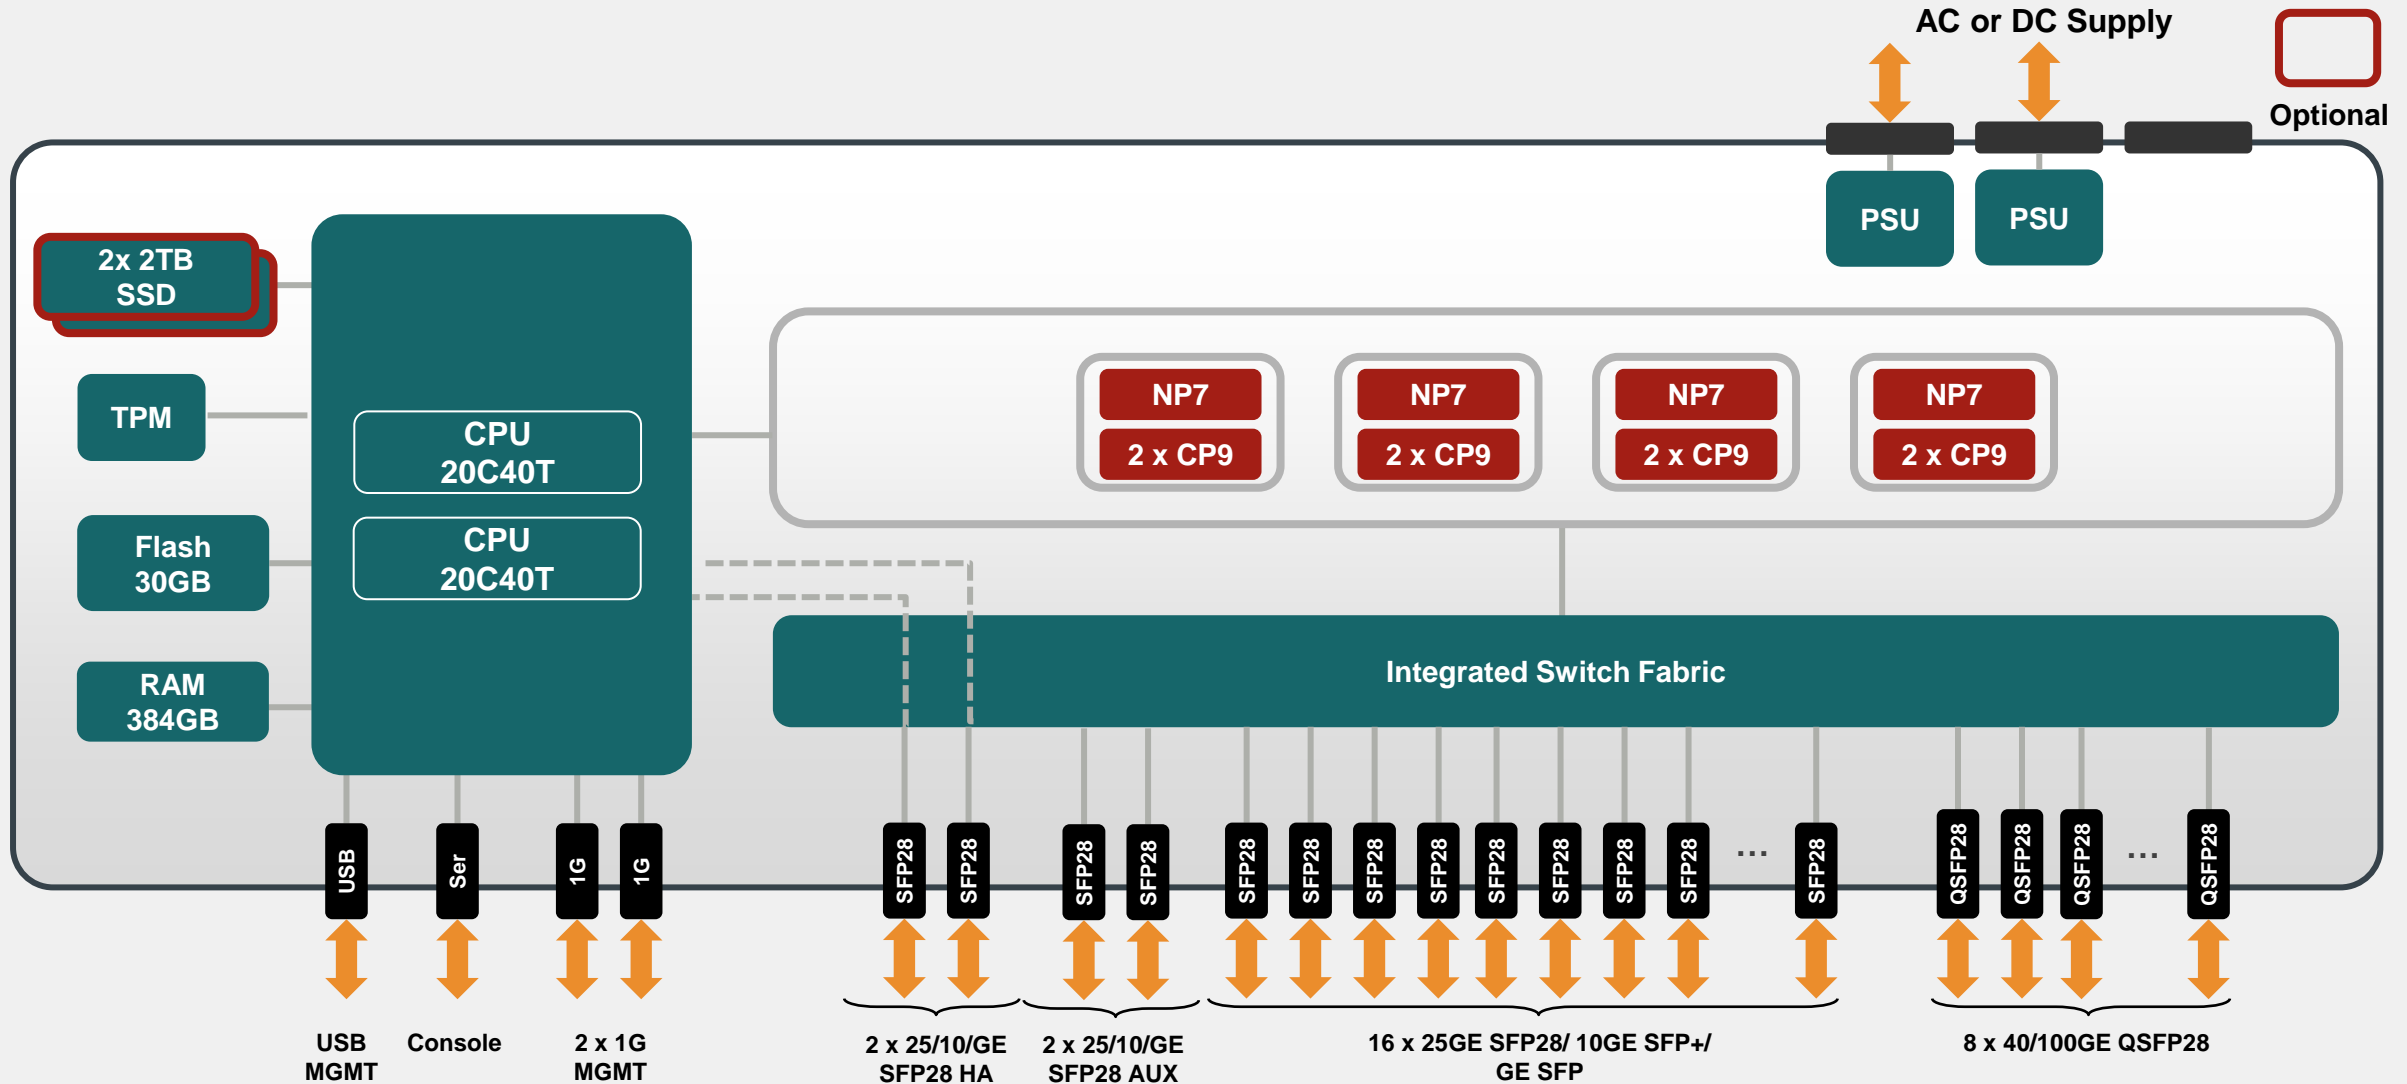 AC or DC Supply
Optional
PSU
PSU
2x 2TB
SSD
TPM
Flash
30GB
RAM
384GB
CPU
20C40T
CPU
20C40T
NP7
2 x CP9
NP7
2 x CP9
NP7
2 x CP9
NP7
2 x CP9
Integrated Switch Fabric
USB
Ser
1G
1G
SFP28
SFP28
SFP28
SFP28
SFP28
SFP28
SFP28
SFP28
SFP28
SFP28
SFP28
SFP28
...
SFP28
QSFP28
QSFP28
QSFP28
...
QSFP28
USB
MGMT
Console
2 x 1G
MGMT
2 x 25/10/GE
SFP28 HA
2 x 25/10/GE
SFP28 AUX
16 x 25GE SFP28/ 10GE SFP+/
GE SFP
8 x 40/100GE QSFP28